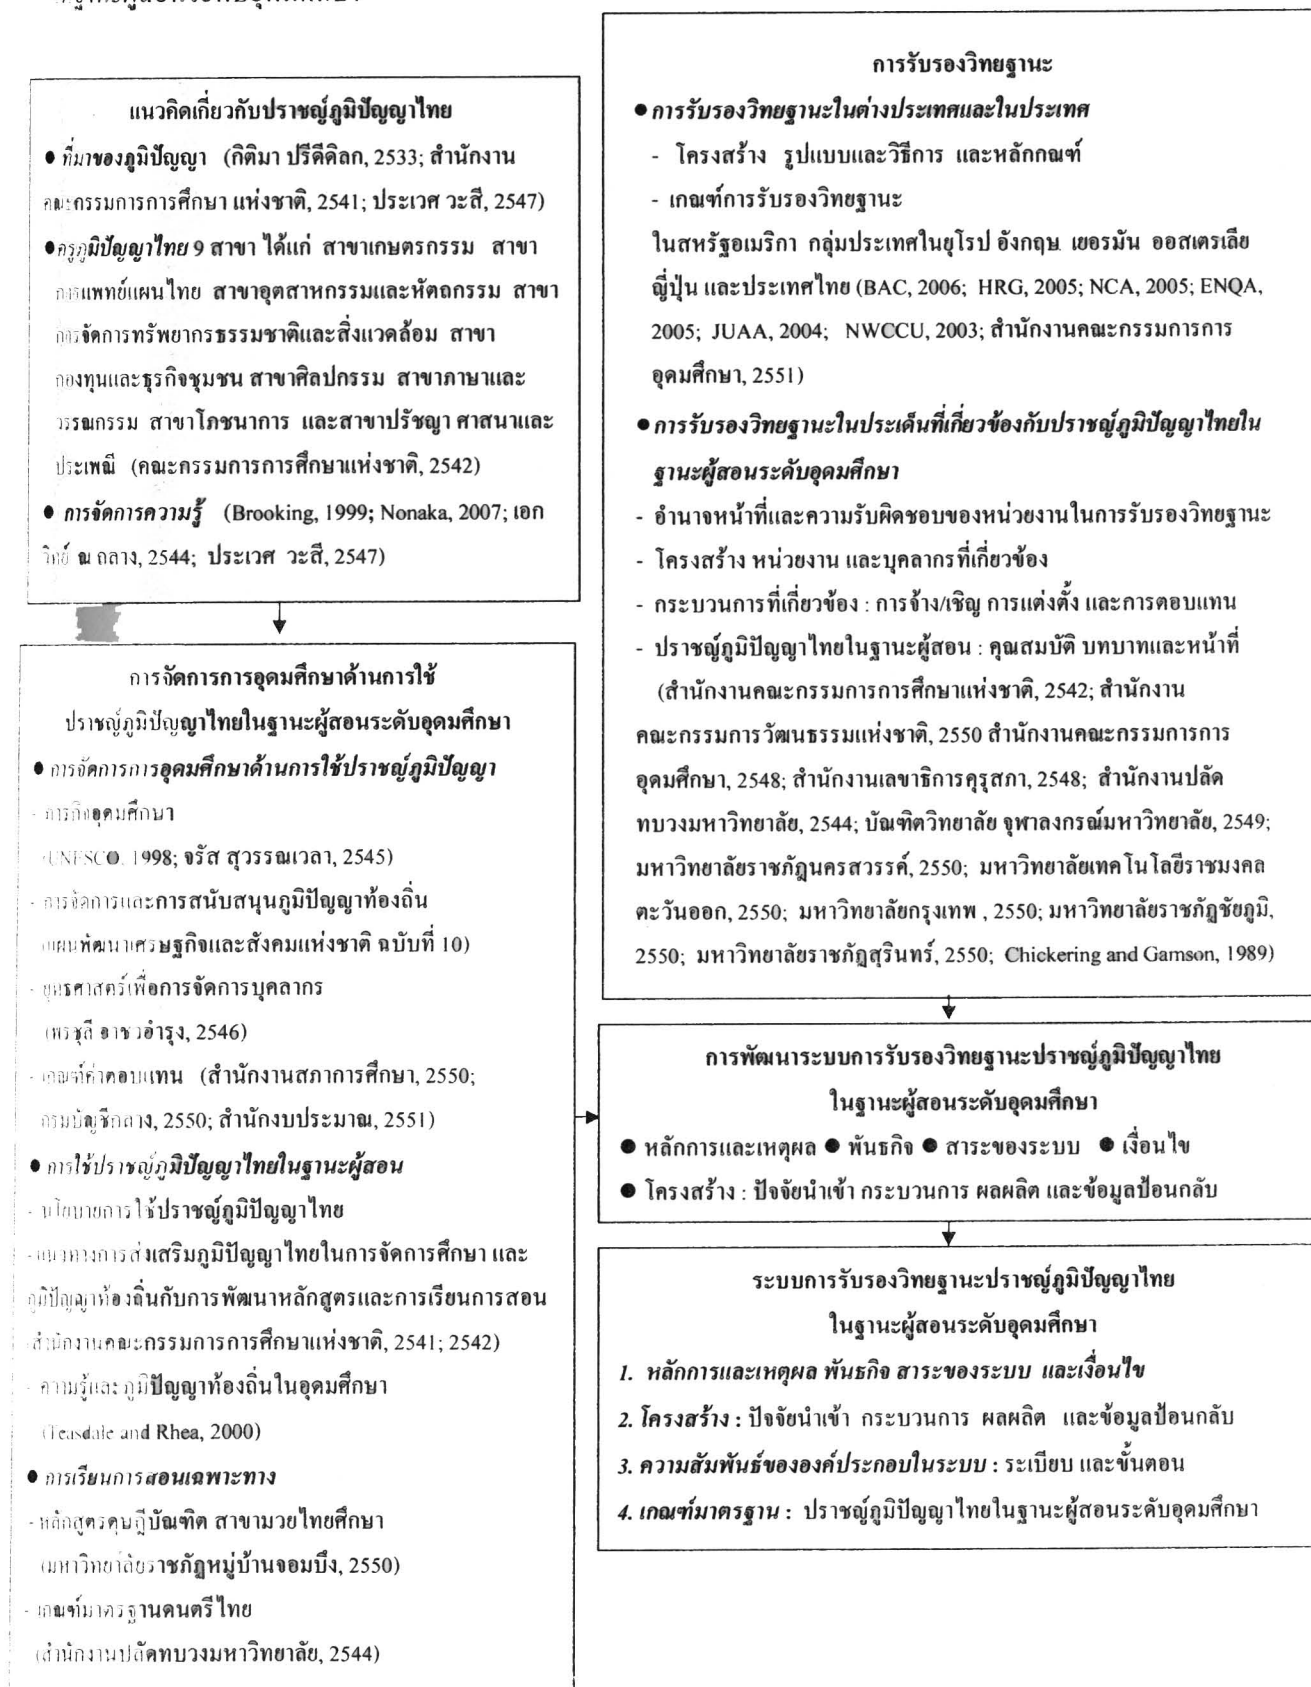 แนวคิดเกี่ยวกับปราชญ์ภูมิปัญญาไทย
● ที่มาของภูมิปัญญา (กิติมา ปรีดีดิลก, 2533; สำนักงาน
คณะกรรมการการศึกษา แห่งชาติ, 2541; ประเวศ วะสี, 2547)
● ครูภูมิปัญญาไทย 9 สาขา ได้แก่ สาขาเกษตรกรรม สาขา
การแพทย์แผนไทย สาขาอุตสาหกรรมและหัตถกรรม สาขา
การจัดการทรัพยากรธรรมชาติและสิ่งแวดล้อม สาขา
กองทุนและธุรกิจชุมชน สาขาศิลปกรรม สาขาภาษาและ
วรรณกรรม สาขาโภชนาการ และสาขาปรัชญา ศาสนาและ
ประเพณี (คณะกรรมการการศึกษาแห่งชาติ, 2542)
● การจัดการความรู้ (Brooking, 1999; Nonaka, 2007; เอก
วิทย์ ณ ถลาง, 2544; ประเวศ วะสี, 2547)
การจัดการการอุดมศึกษาด้านการใช้
ปราชญ์ภูมิปัญญาไทยในฐานะผู้สอนระดับอุดมศึกษา
● การจัดการการอุดมศึกษาด้านการใช้ปราชญ์ภูมิปัญญา
- ภารกิจอุดมศึกษา
(UNESCO, 1998; จรัส สุวรรณเวลา, 2545)
- การจัดการและการสนับสนุนภูมิปัญญาท้องถิ่น
(แผนพัฒนาเศรษฐกิจและสังคมแห่งชาติ ฉบับที่ 10)
- ยุทธศาสตร์เพื่อการจัดการบุคลากร
(พรชุลี อาชวอำรุง, 2546)
- เกณฑ์ค่าตอบแทน (สำนักงานสภาการศึกษา, 2550;
กรมบัญชีกลาง, 2550; สำนักงบประมาณ, 2551)
● การใช้ปราชญ์ภูมิปัญญาไทยในฐานะผู้สอน
- นโยบายการใช้ปราชญ์ภูมิปัญญาไทย
- แนวทางการส่งเสริมภูมิปัญญาไทยในการจัดการศึกษา และ
ภูมิปัญญาท้องถิ่นกับการพัฒนาหลักสูตรและการเรียนการสอน
(สำนักงานคณะกรรมการการศึกษาแห่งชาติ, 2541; 2542)
- ความรู้และภูมิปัญญาท้องถิ่นในอุดมศึกษา
(Teasdale and Rhea, 2000)
● การเรียนการสอนเฉพาะทาง
- หลักสูตรดุษฎีบัณฑิต สาขามวยไทยศึกษา
(มหาวิทยาลัยราชภัฏหมู่บ้านจอมบึง, 2550)
- เกณฑ์มาตรฐานดนตรีไทย
(สำนักงานปลัดทบวงมหาวิทยาลัย, 2544)
การรับรองวิทยฐานะ
● การรับรองวิทยฐานะในต่างประเทศและในประเทศ
- โครงสร้าง รูปแบบและวิธีการ และหลักกณฑ์
- เกณฑ์การรับรองวิทยฐานะ
ในสหรัฐอเมริกา กลุ่มประเทศในยุโรป อังกฤษ เยอรมัน ออสเตรเลีย
ญี่ปุ่น และประเทศไทย (BAC, 2006; HRG, 2005; NCA, 2005; ENQA,
2005; JUAA, 2004; NWCCU, 2003; สำนักงานคณะกรรมการการ
อุดมศึกษา, 2551)
● การรับรองวิทยฐานะในประเด็นที่เกี่ยวข้องกับปราชญ์ภูมิปัญญาไทยใน
ฐานะผู้สอนระดับอุดมศึกษา
- อำนาจหน้าที่และความรับผิดชอบของหน่วยงานในการรับรองวิทยฐานะ
- โครงสร้าง หน่วยงาน และบุคลากรที่เกี่ยวข้อง
- กระบวนการที่เกี่ยวข้อง : การจ้าง/เชิญ การแต่งตั้ง และการตอบแทน
- ปราชญ์ภูมิปัญญาไทยในฐานะผู้สอน : คุณสมบัติ บทบาทและหน้าที่
(สำนักงานคณะกรรมการการศึกษาแห่งชาติ, 2542; สำนักงาน
คณะกรรมการวัฒนธรรมแห่งชาติ, 2550 สำนักงานคณะกรรมการการ
อุดมศึกษา, 2548; สำนักงานเลขาธิการคุรุสภา, 2548; สำนักงานปลัด
ทบวงมหาวิทยาลัย, 2544; บัณฑิตวิทยาลัย จุฬาลงกรณ์มหาวิทยาลัย, 2549;
มหาวิทยาลัยราชภัฏนครสวรรค์, 2550; มหาวิทยาลัยเทคโนโลยีราชมงคล
ตะวันออก, 2550; มหาวิทยาลัยกรุงเทพ , 2550; มหาวิทยาลัยราชภัฏชัยภูมิ,
2550; มหาวิทยาลัยราชภัฏสุรินทร์, 2550; Chickering and Gamson, 1989)
การพัฒนาระบบการรับรองวิทยฐานะปราชญ์ภูมิปัญญาไทย
ในฐานะผู้สอนระดับอุดมศึกษา
● หลักการและเหตุผล ● พันธกิจ ● สาระของระบบ ● เงื่อนไข
● โครงสร้าง : ปัจจัยนำเข้า กระบวนการ ผลผลิต และข้อมูลป้อนกลับ
ระบบการรับรองวิทยฐานะปราชญ์ภูมิปัญญาไทย
ในฐานะผู้สอนระดับอุดมศึกษา
1. หลักการและเหตุผล พันธกิจ สาระของระบบ และเงื่อนไข
2. โครงสร้าง : ปัจจัยนำเข้า กระบวนการ ผลผลิต และข้อมูลป้อนกลับ
3. ความสัมพันธ์ขององค์ประกอบในระบบ : ระเบียบ และขั้นตอน
4. เกณฑ์มาตรฐาน : ปราชญ์ภูมิปัญญาไทยในฐานะผู้สอนระดับอุดมศึกษา